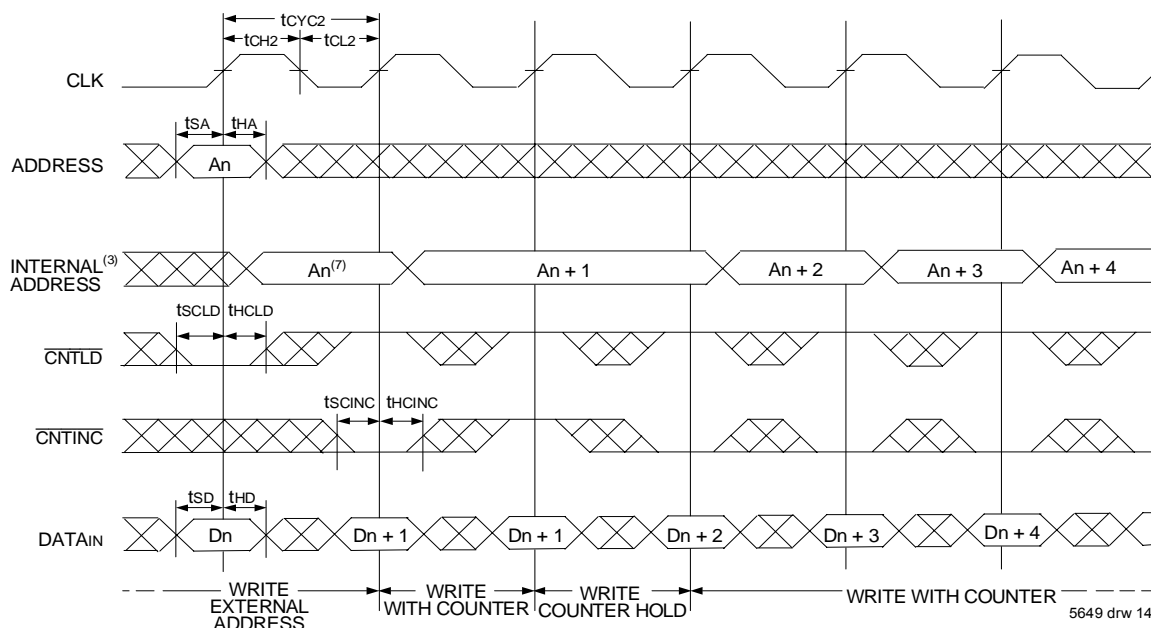 tCYC2
tCH2 tCL2
CLK
tSA tHA
ADDRESS An
INTERNAL(3)
ADDRESS
An(7) An + 1 An + 2 An + 3 An + 4
tSCLD tHCLD
CNTLD
tSCINC tHCINC
CNTINC
tSD tHD
DATAIN Dn Dn + 1 Dn + 1 Dn + 2 Dn + 3 Dn + 4
WRITE
EXTERNAL
ADDRESS
WRITE
WITH COUNTER
WRITE
COUNTER HOLD
WRITE WITH COUNTER
5649 drw 14